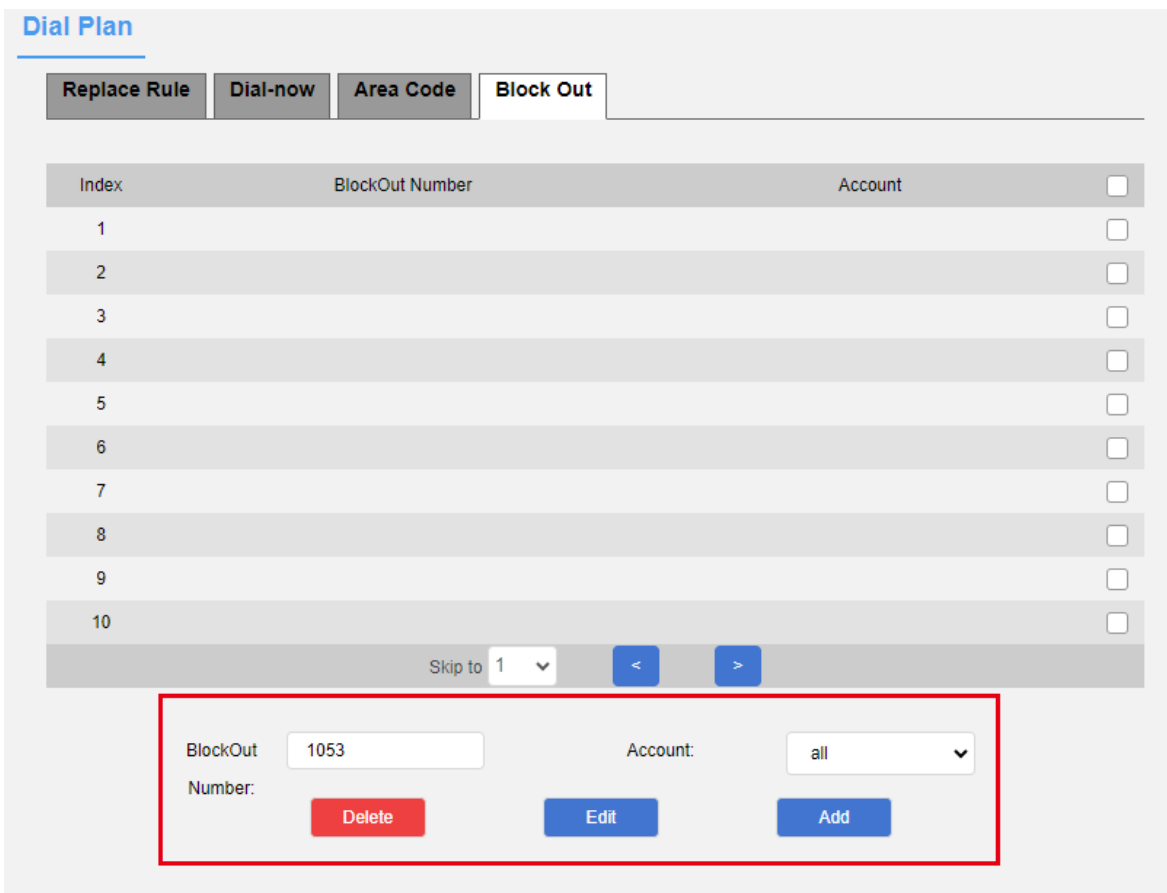 Dial Plan
Replace Rule Dial-now Area Code Block Out
Index BlockOut Number Account
1
2
3
4
5
6
7
8
9
10
Skip to 1 < >
BlockOut 1053 Account: all
Number:
Delete Edit Add